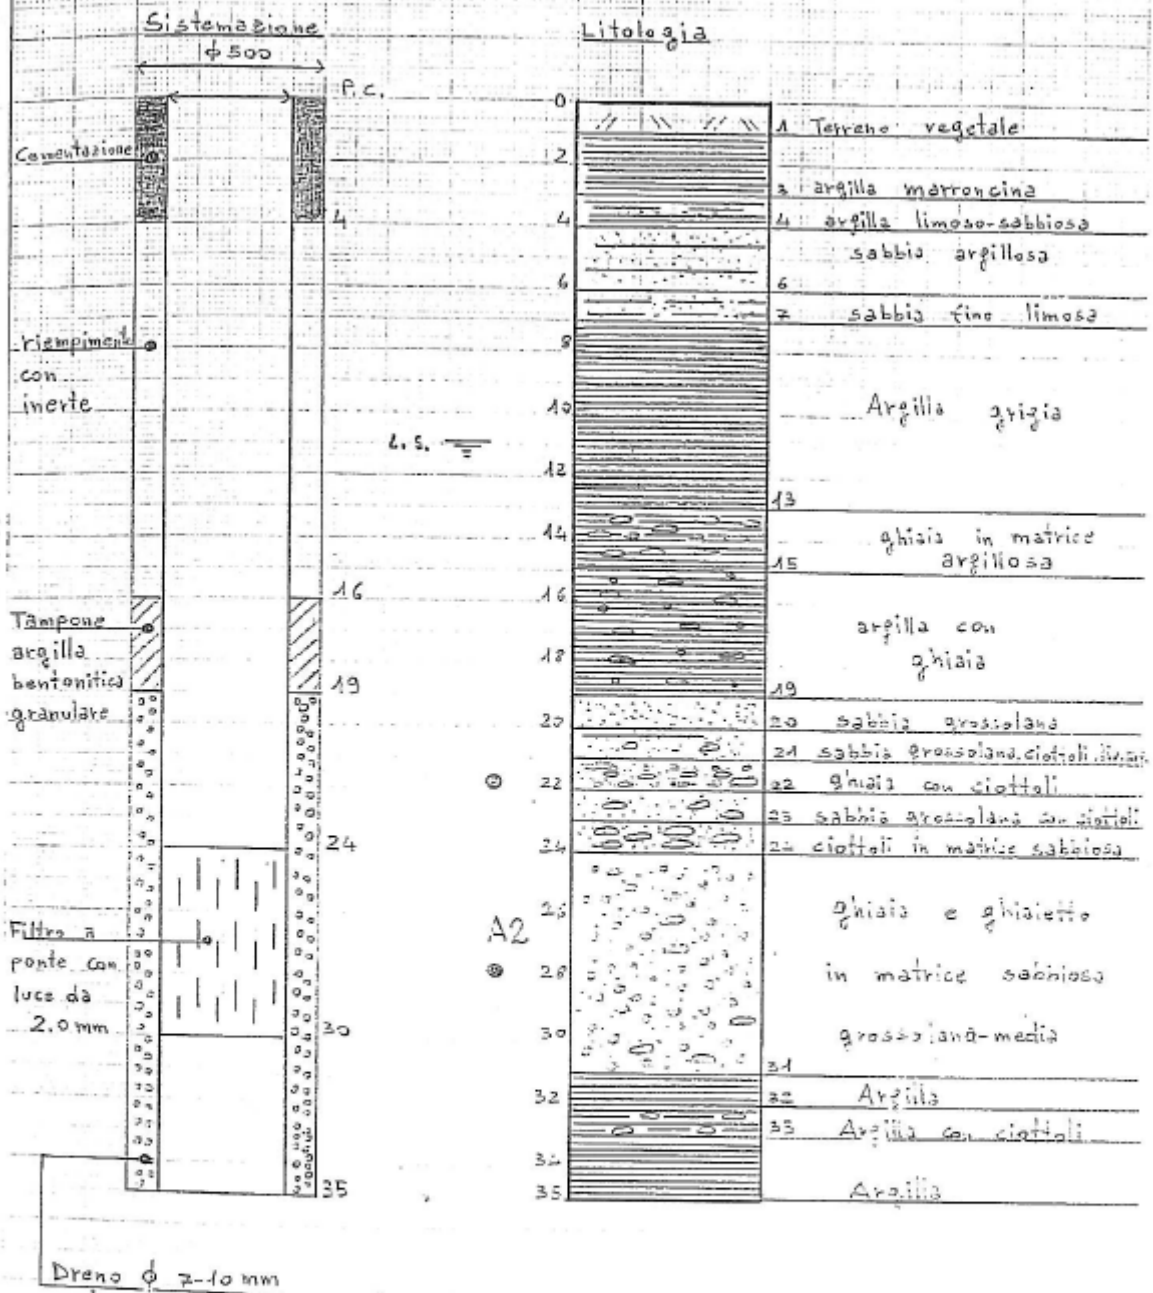 Sistemazione
ϕ 500
P.c.
Cementazione
4
riempimento
con
inerte
L.S.
16
Tampone
argilla
bentonitica
granulare
19
24
Filtro a
ponte con
luce da
2.0 mm
30
35
Dreno ϕ 7-10 mm
A2
Litologia
0
2
4
6
8
10
12
14
16
18
20
22
24
26
28
30
32
34
35
1 Terreno vegetale
3 argilla marroncina
4 argilla limoso-sabbiosa
sabbia argillosa
6
7 sabbia fine limosa
Argilla grigia
13
ghiaia in matrice
15 argillosa
argilla con
ghiaia
19
20 sabbia grossolana
21 sabbia grossolana ciottoli
22 ghiaia con ciottoli
23 sabbia grossolana con ciottoli
24 ciottoli in matrice sabbiosa
ghiaia e ghiaietto
in matrice sabbiosa
grossolana-media
31
32 Argilla
33 Argilla con ciottoli
Argilla